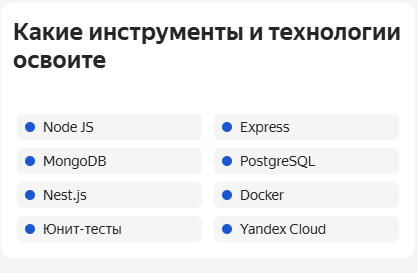 Какие инструменты и технологии
освоите
Node JS
Express
MongoDB
PostgreSQL
Nest.js
Docker
Юнит-тесты
Yandex Cloud